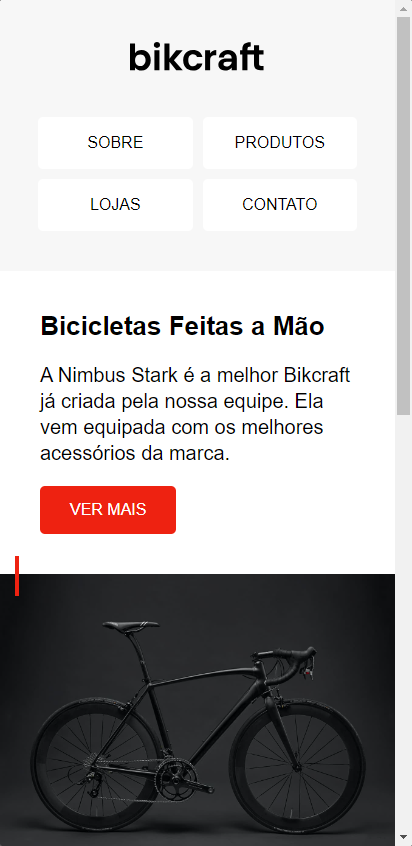 bikcraft
SOBRE
PRODUTOS
LOJAS
CONTATO
Bicicletas Feitas a Mão
A Nimbus Stark é a melhor Bikcraft
já criada pela nossa equipe. Ela
vem equipada com os melhores
acessórios da marca.
VER MAIS